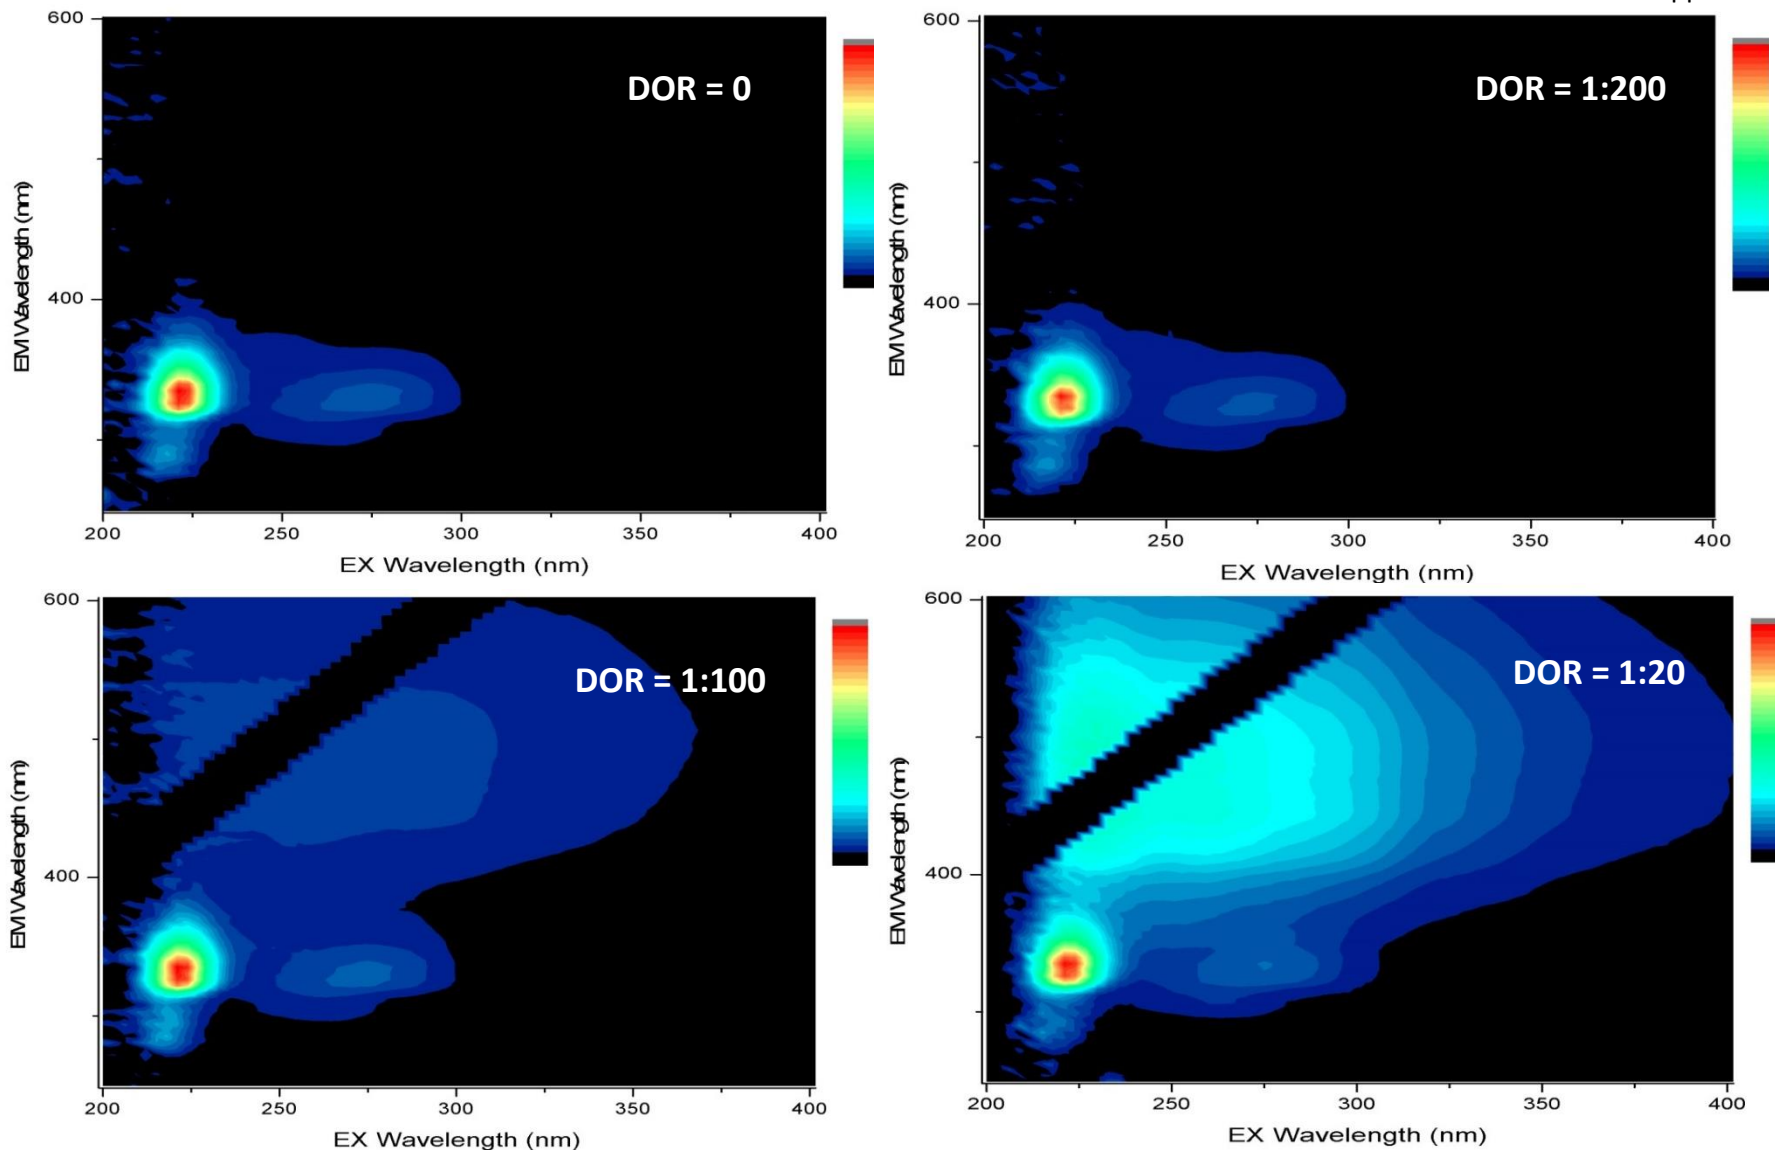 600
400
200 250 300 350 400
EM Wavelength (nm)
EX Wavelength (nm)
DOR = 0
600
400
200 250 300 350 400
EM Wavelength (nm)
EX Wavelength (nm)
DOR = 1:200
600
400
200 250 300 350 400
EM Wavelength (nm)
EX Wavelength (nm)
DOR = 1:100
600
400
200 250 300 350 400
EM Wavelength (nm)
EX Wavelength (nm)
DOR = 1:20